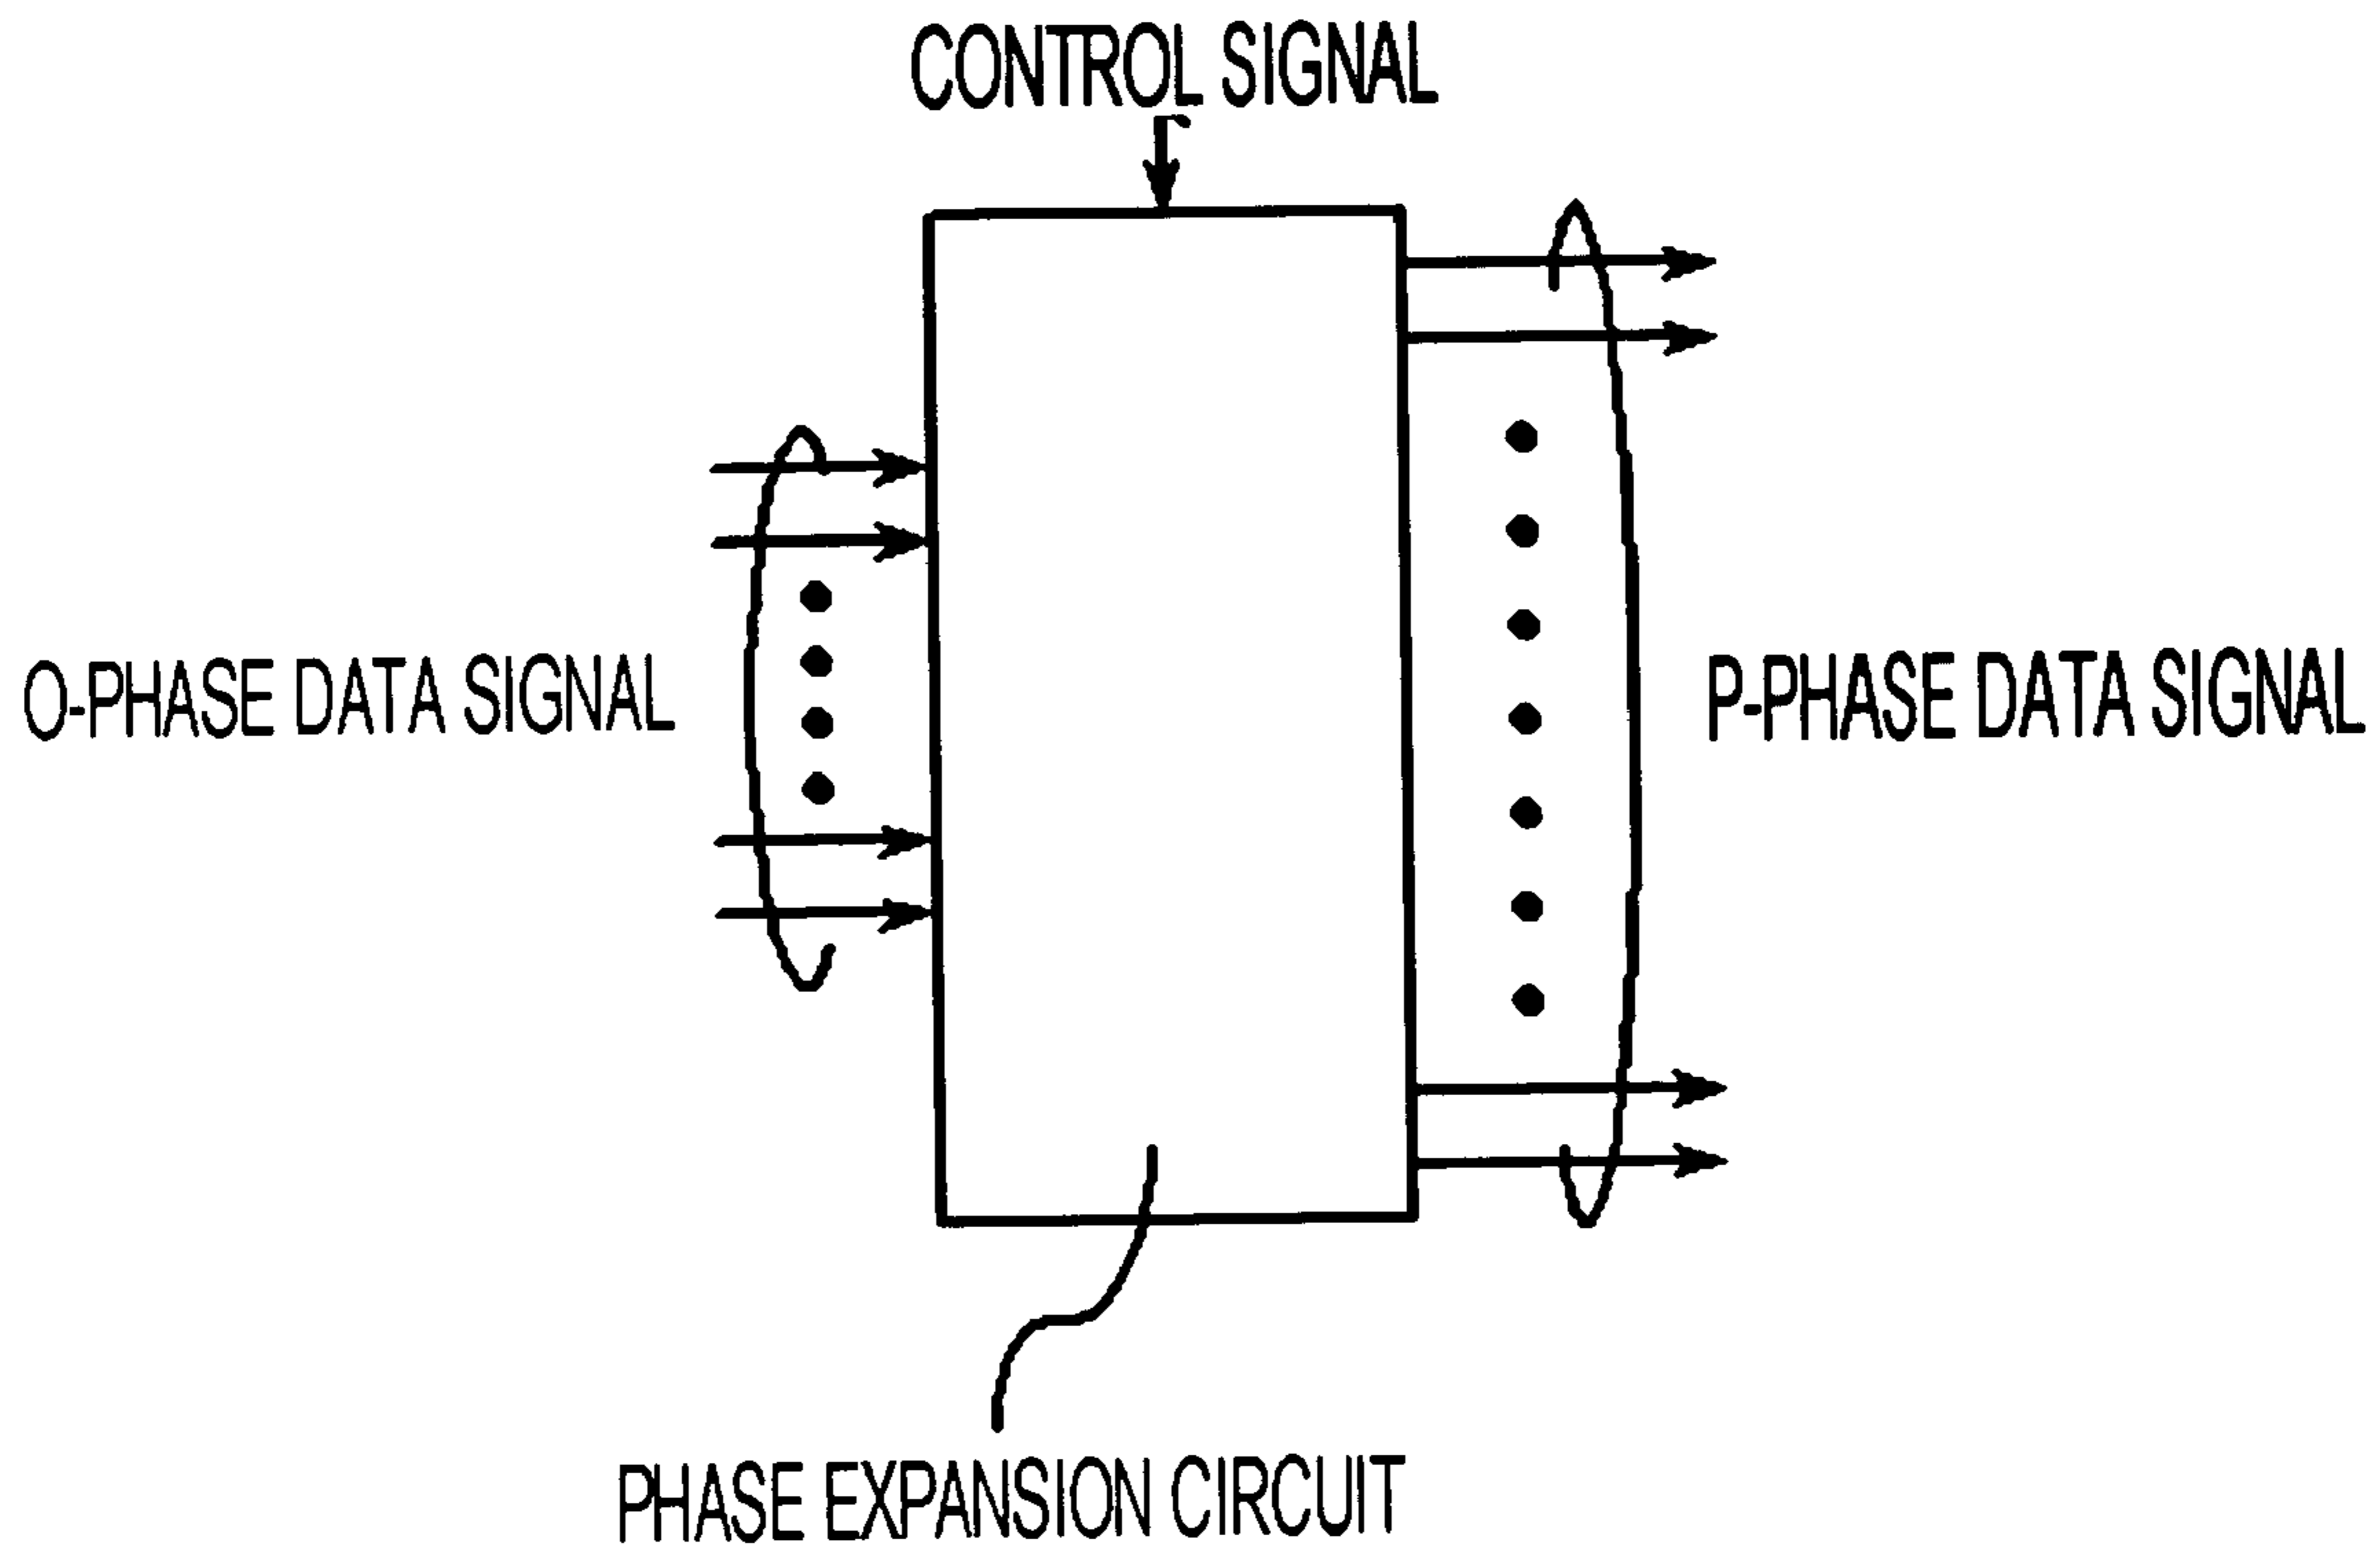 CONTROL SIGNAL
O-PHASE DATA SIGNAL
P-PHASE DATA SIGNAL
PHASE EXPANSION CIRCUIT